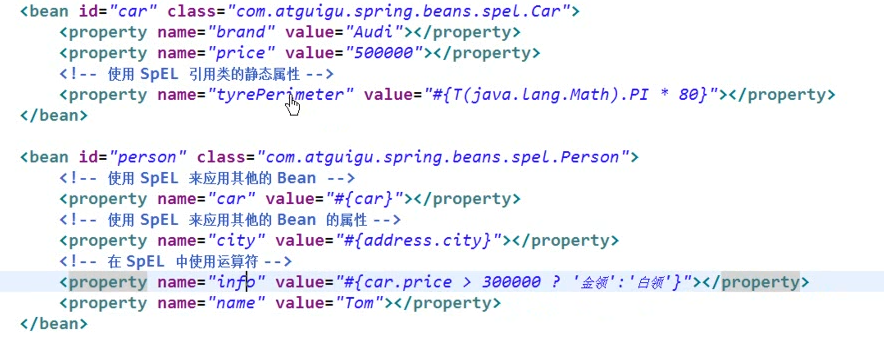 <bean id="car" class="com.atguigu.spring.beans.spel.Car">
<property name="brand" value="Audi"></property>
<property name="price" value="500000"></property>
<!-- 使用 SpEL 引用类的静态属性 -->
<property name="tyrePerimeter" value="#{T(java.lang.Math).PI * 80}"></property>
</bean>
<bean id="person" class="com.atguigu.spring.beans.spel.Person">
<!-- 使用 SpEL 来应用其他的 Bean -->
<property name="car" value="#{car}"></property>
<!-- 使用 SpEL 来应用其他的 Bean 的属性 -->
<property name="city" value="#{address.city}"></property>
<!-- 在 SpEL 中使用运算符 -->
<property name="info" value="#{car.price > 300000 ? '金领':'白领'}"></property>
<property name="name" value="Tom"></property>
</bean>